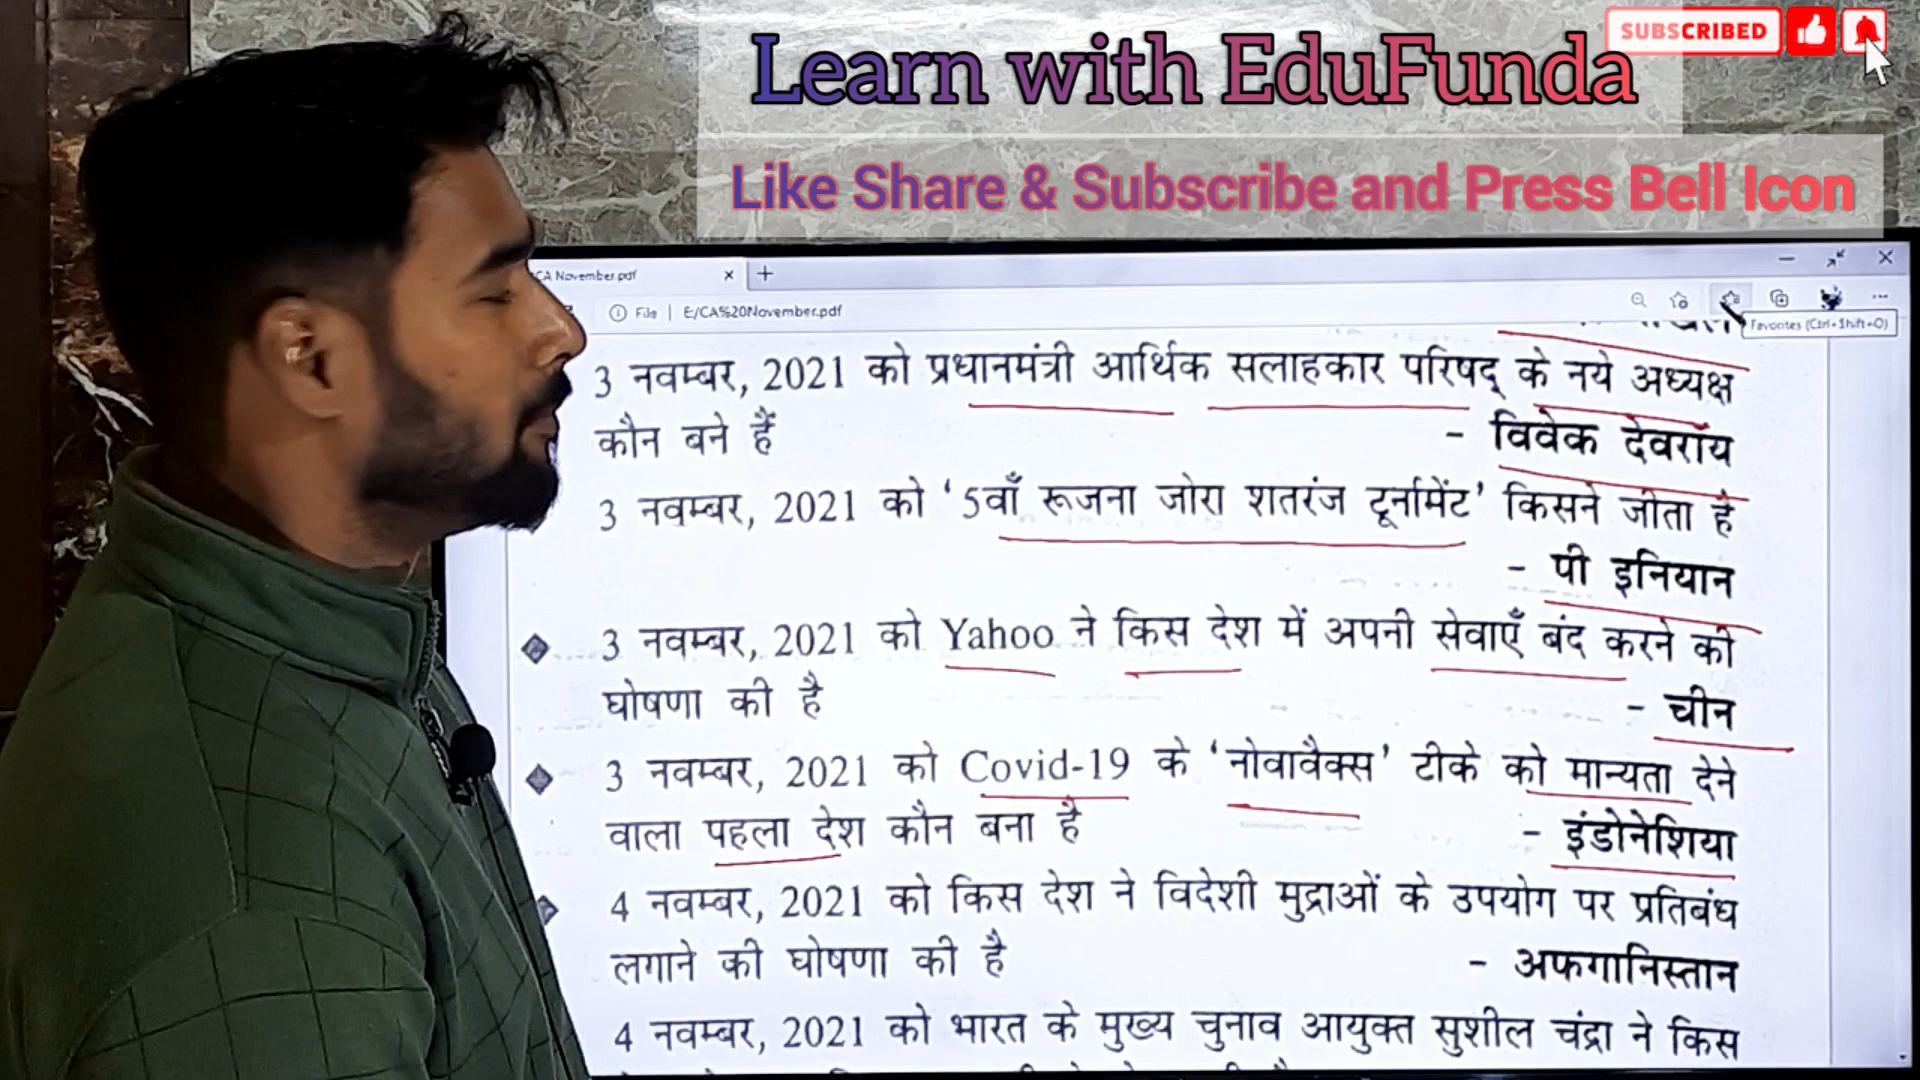 SUBSCRIBED
Learn with EduFunda
Like Share & Subscribe and Press Bell Icon
CA November.pdf
File | E:/CA%20November.pdf
Favorites (Ctrl+Shift+O)
3 नवम्बर, 2021 को प्रधानमंत्री आर्थिक सलाहकार परिषद् के नये अध्यक्ष
कौन बने हैं - विवेक देवरॉय
3 नवम्बर, 2021 को '5वाँ रूजना जोरा शतरंज टूर्नामेंट' किसने जीता है
- पी इनियान
3 नवम्बर, 2021 को Yahoo ने किस देश में अपनी सेवाएँ बंद करने की
घोषणा की है - चीन
3 नवम्बर, 2021 को Covid-19 के 'नोवावैक्स' टीके को मान्यता देने
वाला पहला देश कौन बना है - इंडोनेशिया
4 नवम्बर, 2021 को किस देश ने विदेशी मुद्राओं के उपयोग पर प्रतिबंध
लगाने की घोषणा की है - अफगानिस्तान
4 नवम्बर, 2021 को भारत के मुख्य चुनाव आयुक्त सुशील चंद्रा ने किस